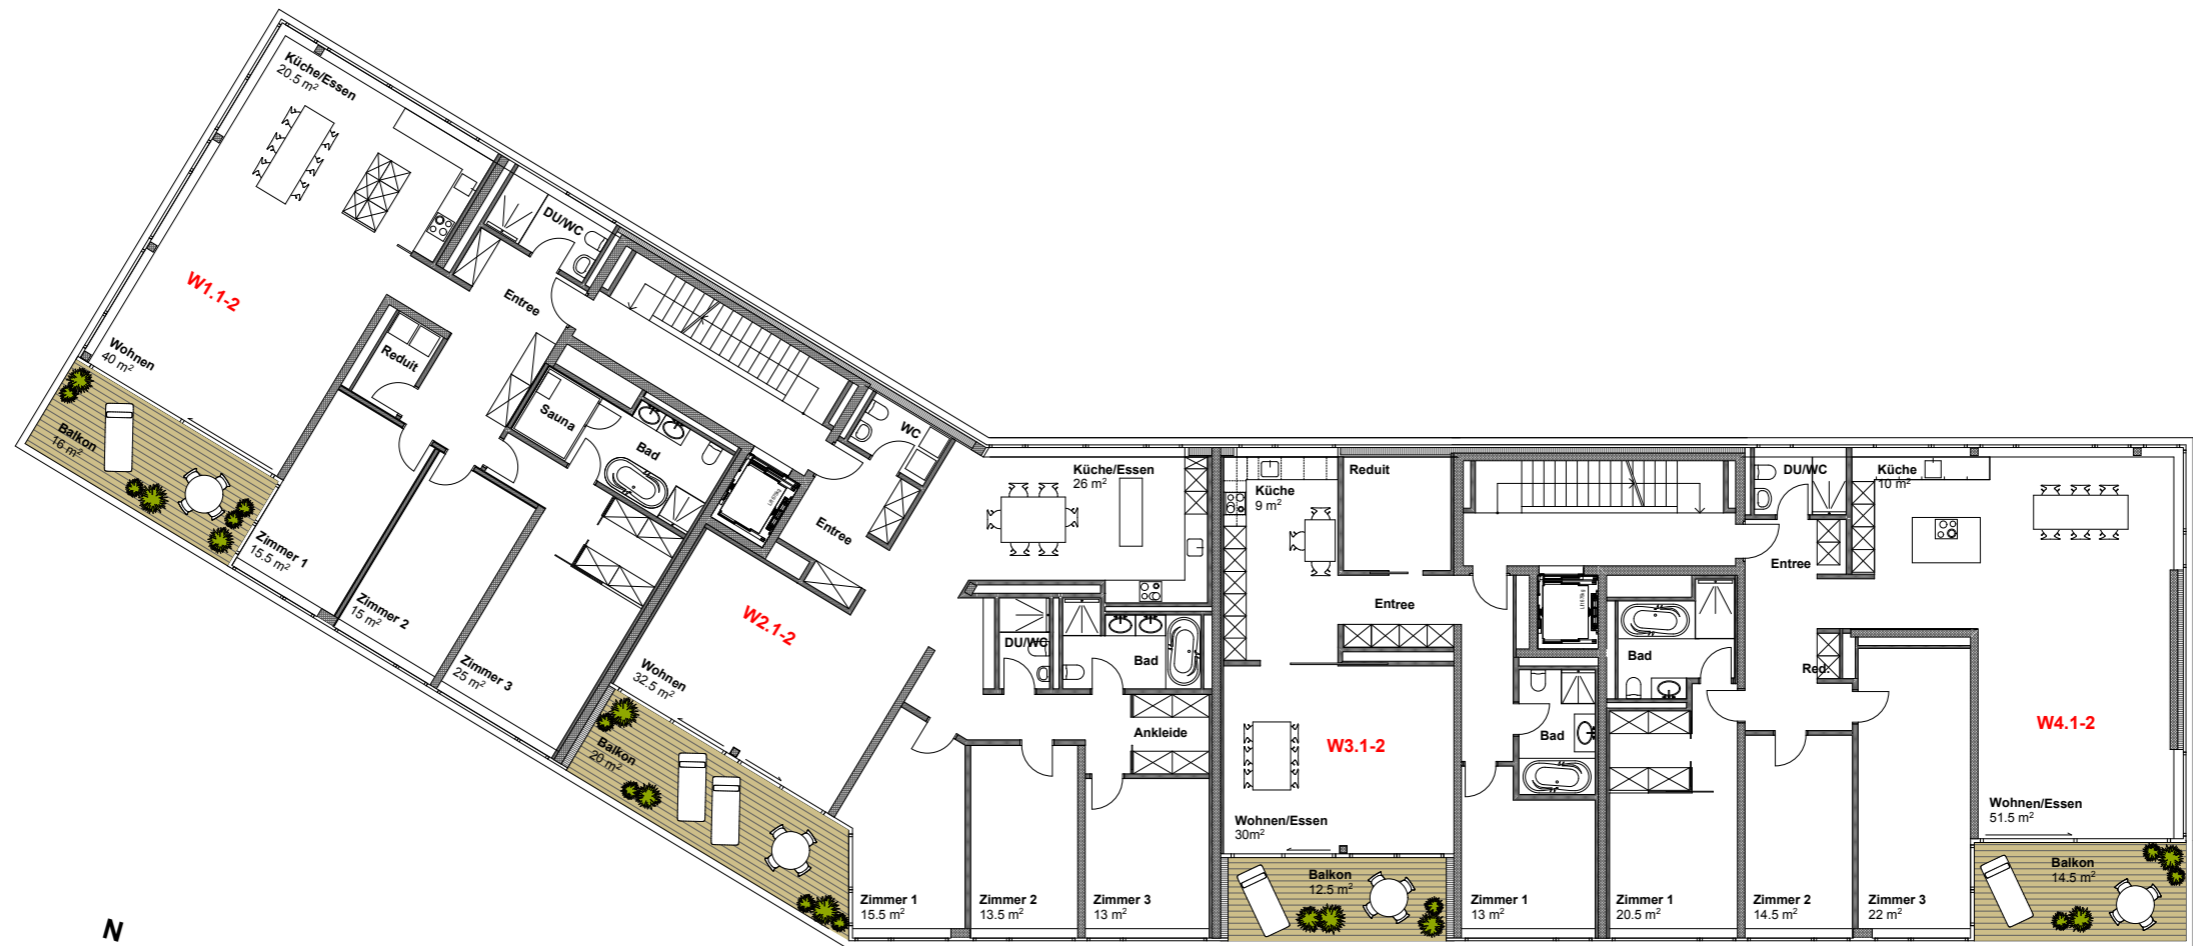 Küche/Essen
20.5 m²
DU/WC
W1.1-2
Entree
Wohnen
40 m²
Reduit
Sauna
Bad
WC
Balkon
16 m²
Entree
Zimmer 1
15.5 m²
Zimmer 2
15 m²
Zimmer 3
25 m²
W2.1-2
Wohnen
32.5 m²
Balkon
20 m²
Küche/Essen
26 m²
DU/WC
Bad
Ankleide
Zimmer 1
15.5 m²
Zimmer 2
13.5 m²
Zimmer 3
13 m²
Küche
9 m²
Reduit
Entree
W3.1-2
Bad
Wohnen/Essen
30m²
Balkon
12.5 m²
Zimmer 1
13 m²
DU/WC
Küche
10 m²
Entree
Bad
Red.
W4.1-2
Wohnen/Essen
51.5 m²
Zimmer 1
20.5 m²
Zimmer 2
14.5 m²
Zimmer 3
22 m²
Balkon
14.5 m²
N